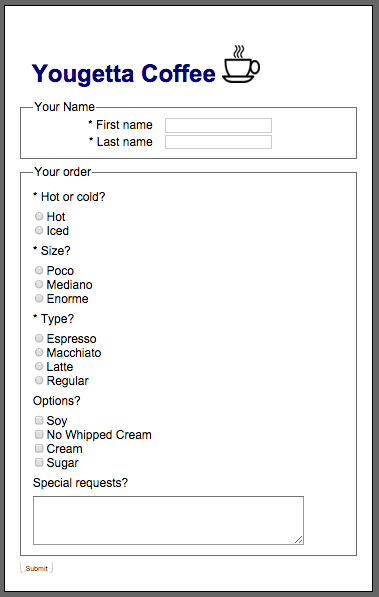 Yougetta Coffee
Your Name
* First name
* Last name
Your order
* Hot or cold?
Hot
Iced
* Size?
Poco
Mediano
Enorme
* Type?
Espresso
Macchiato
Latte
Regular
Options?
Soy
No Whipped Cream
Cream
Sugar
Special requests?
Submit